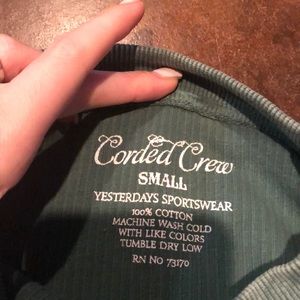 Corded Crew
SMALL
YESTERDAYS SPORTSWEAR
100% COTTON
MACHINE WASH COLD
WITH LIKE COLORS
TUMBLE DRY LOW
RN No 73170